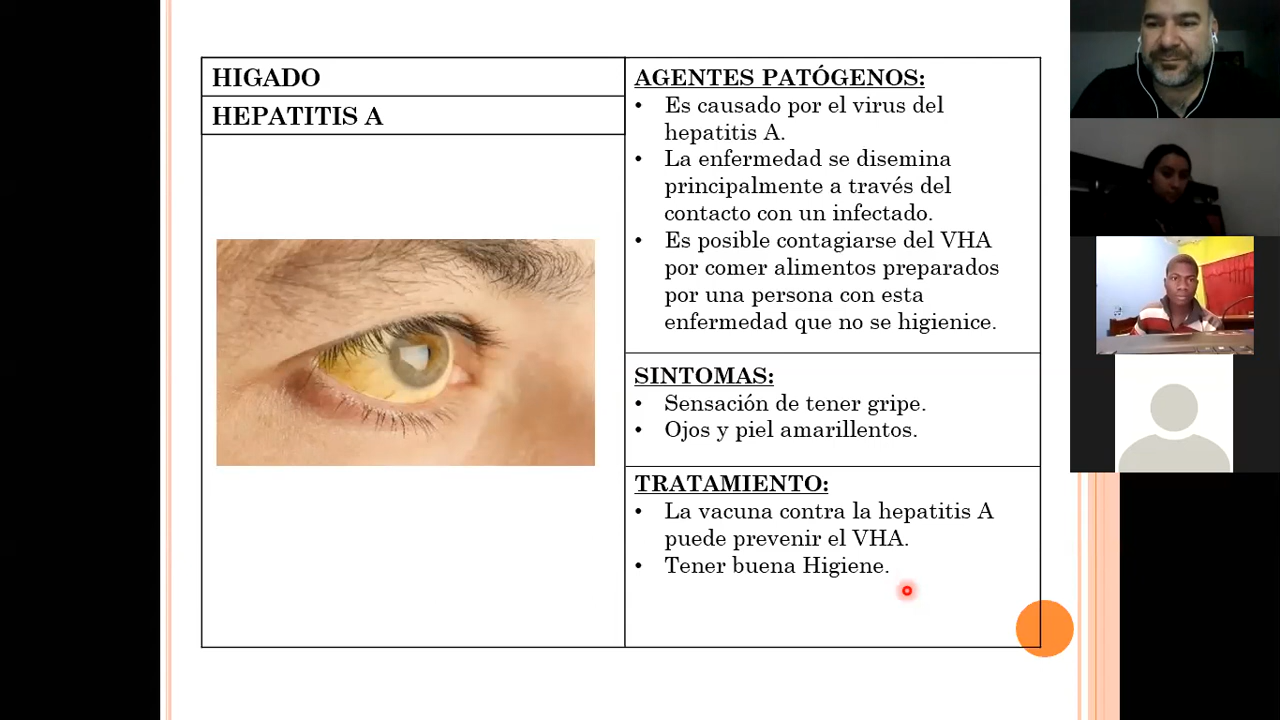 HIGADO
HEPATITIS A
AGENTES PATÓGENOS:
• Es causado por el virus del
hepatitis A.
• La enfermedad se disemina
principalmente a través del
contacto con un infectado.
• Es posible contagiarse del VHA
por comer alimentos preparados
por una persona con esta
enfermedad que no se higienice.
SINTOMAS:
• Sensación de tener gripe.
• Ojos y piel amarillentos.
TRATAMIENTO:
• La vacuna contra la hepatitis A
puede prevenir el VHA.
• Tener buena Higiene.